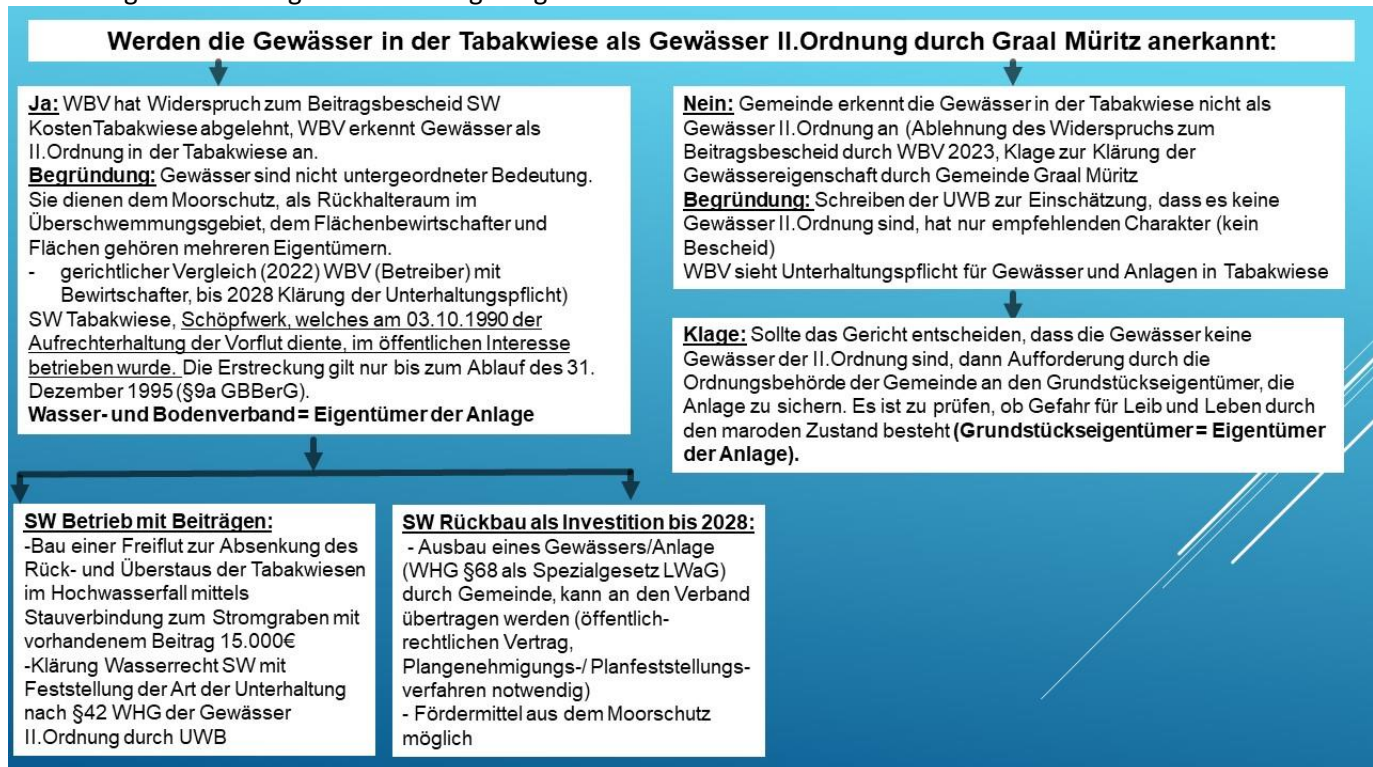 Werden die Gewässer in der Tabakwiese als Gewässer II.Ordnung durch Graal Müritz anerkannt:
Ja: WBV hat Widerspruch zum Beitragsbescheid SW
KostenTabakwiese abgelehnt, WBV erkennt Gewässer als
II.Ordnung in der Tabakwiese an.
Begründung: Gewässer sind nicht untergeordneter Bedeutung.
Sie dienen dem Moorschutz, als Rückhalteraum im
Überschwemmungsgebiet, dem Flächenbewirtschafter und
Flächen gehören mehreren Eigentümern.
- gerichtlicher Vergleich (2022) WBV (Betreiber) mit
Bewirtschafter, bis 2028 Klärung der Unterhaltungspflicht)
SW Tabakwiese, Schöpfwerk, welches am 03.10.1990 der
Aufrechterhaltung der Vorflut diente, im öffentlichen Interesse
betrieben wurde. Die Erstreckung gilt nur bis zum Ablauf des 31.
Dezember 1995 (§9a GBBerG).
Wasser- und Bodenverband = Eigentümer der Anlage
Nein: Gemeinde erkennt die Gewässer in der Tabakwiese nicht als
Gewässer II.Ordnung an (Ablehnung des Widerspruchs zum
Beitragsbescheid durch WBV 2023, Klage zur Klärung der
Gewässereigenschaft durch Gemeinde Graal Müritz
Begründung: Schreiben der UWB zur Einschätzung, dass es keine
Gewässer II.Ordnung sind, hat nur empfehlenden Charakter (kein
Bescheid)
WBV sieht Unterhaltungspflicht für Gewässer und Anlagen in Tabakwiese
Klage: Sollte das Gericht entscheiden, dass die Gewässer keine
Gewässer der II.Ordnung sind, dann Aufforderung durch die
Ordnungsbehörde der Gemeinde an den Grundstückseigentümer, die
Anlage zu sichern. Es ist zu prüfen, ob Gefahr für Leib und Leben durch
den maroden Zustand besteht (Grundstückseigentümer = Eigentümer
der Anlage).
SW Betrieb mit Beiträgen:
-Bau einer Freiflut zur Absenkung des
Rück- und Überstaus der Tabakwiesen
im Hochwasserfall mittels
Stauverbindung zum Stromgraben mit
vorhandenem Beitrag 15.000€
-Klärung Wasserrecht SW mit
Feststellung der Art der Unterhaltung
nach §42 WHG der Gewässer
II.Ordnung durch UWB
SW Rückbau als Investition bis 2028:
- Ausbau eines Gewässers/Anlage
(WHG §68 als Spezialgesetz LWaG)
durch Gemeinde, kann an den Verband
übertragen werden (öffentlich-
rechtlichen Vertrag,
Plangenehmigungs-/ Planfeststellungs-
verfahren notwendig)
- Fördermittel aus dem Moorschutz
möglich